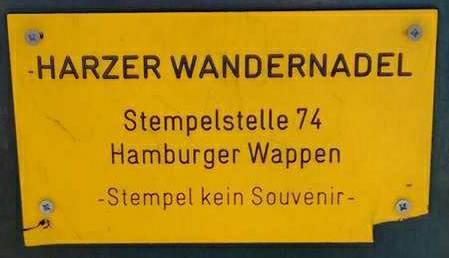 -HARZER WANDERNADEL
Stempelstelle 74
Hamburger Wappen
-Stempel kein Souvenir-